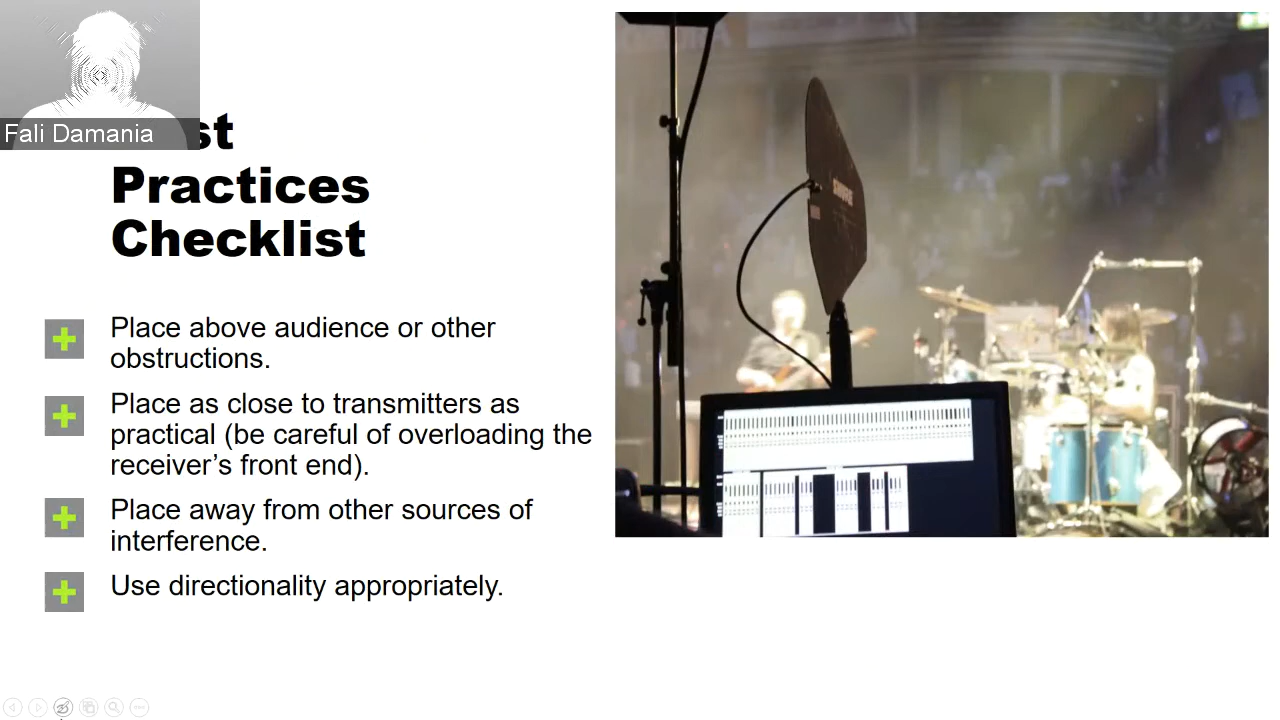 Fali Damania
st
Practices
Checklist
Place above audience or other
obstructions.
Place as close to transmitters as
practical (be careful of overloading the
receiver’s front end).
Place away from other sources of
interference.
Use directionality appropriately.
SHURE